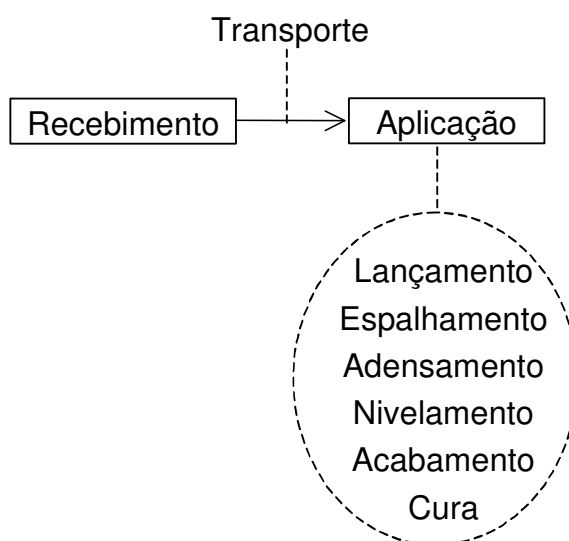 Transporte
Recebimento
Aplicação
Lançamento
Espalhamento
Adensamento
Nivelamento
Acabamento
Cura